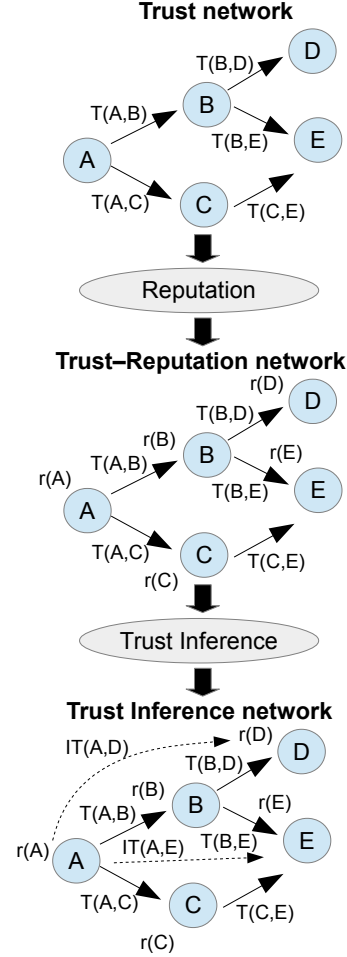 Trust network
D
T(B,D)
B
T(A,B)
T(B,E)
E
A
T(A,C)
C
T(C,E)
Reputation
Trust–Reputation network
r(D)
D
T(B,D)
r(B)
B
r(E)
T(A,B)
r(A)
T(B,E)
E
A
T(A,C)
C
T(C,E)
r(C)
Trust Inference
Trust Inference network
IT(A,D)
r(D)
D
T(B,D)
r(B)
B
r(E)
T(A,B)
T(B,E)
E
r(A)
A
IT(A,E)
T(A,C)
C
T(C,E)
r(C)